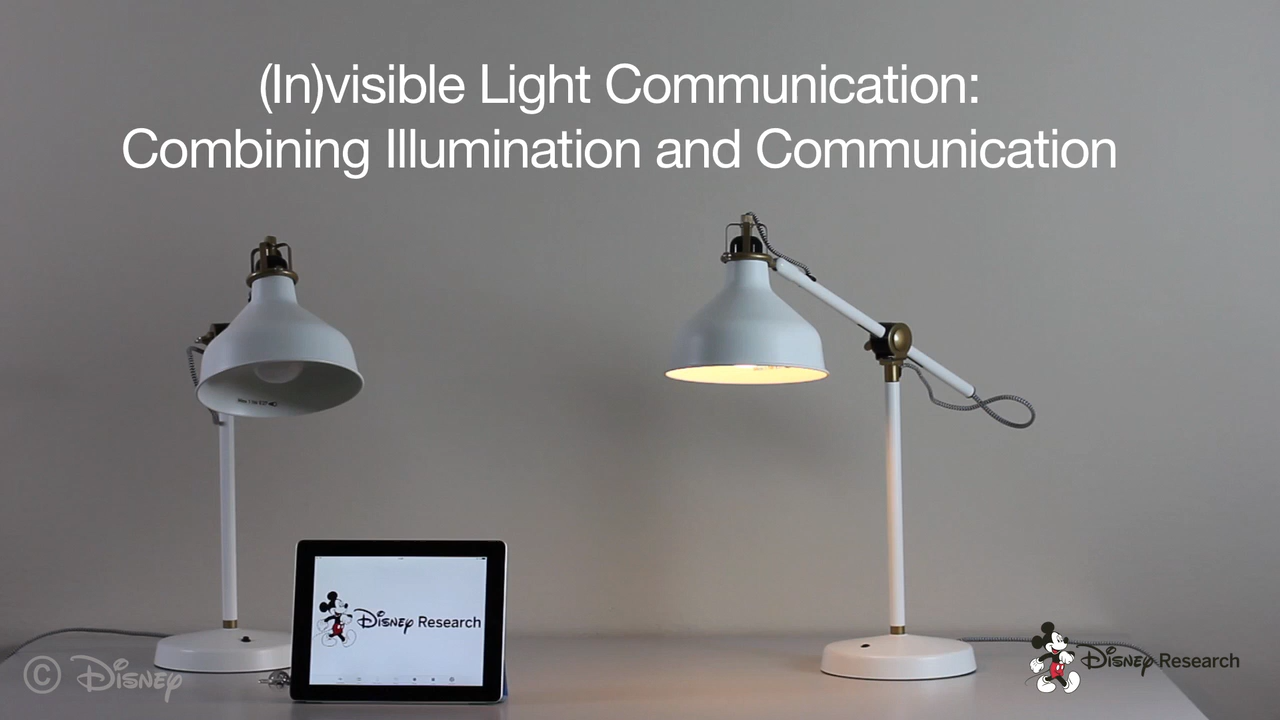 (In)visible Light Communication:
Combining Illumination and Communication
Disney Research
Disney Research
© Disney